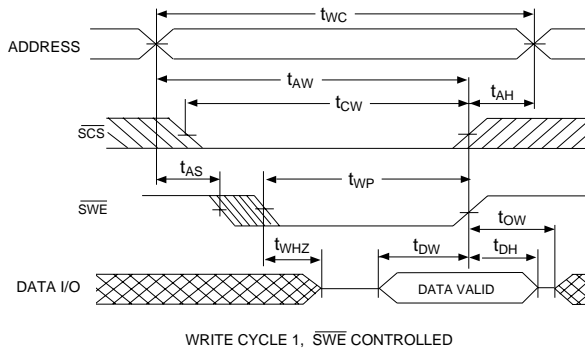 tWC
ADDRESS
tAW
tCW
tAH
SCS
tAS
tWP
SWE
tOW
tWHZ
tDW
tDH
DATA I/O
DATA VALID
WRITE CYCLE 1, SWE CONTROLLED